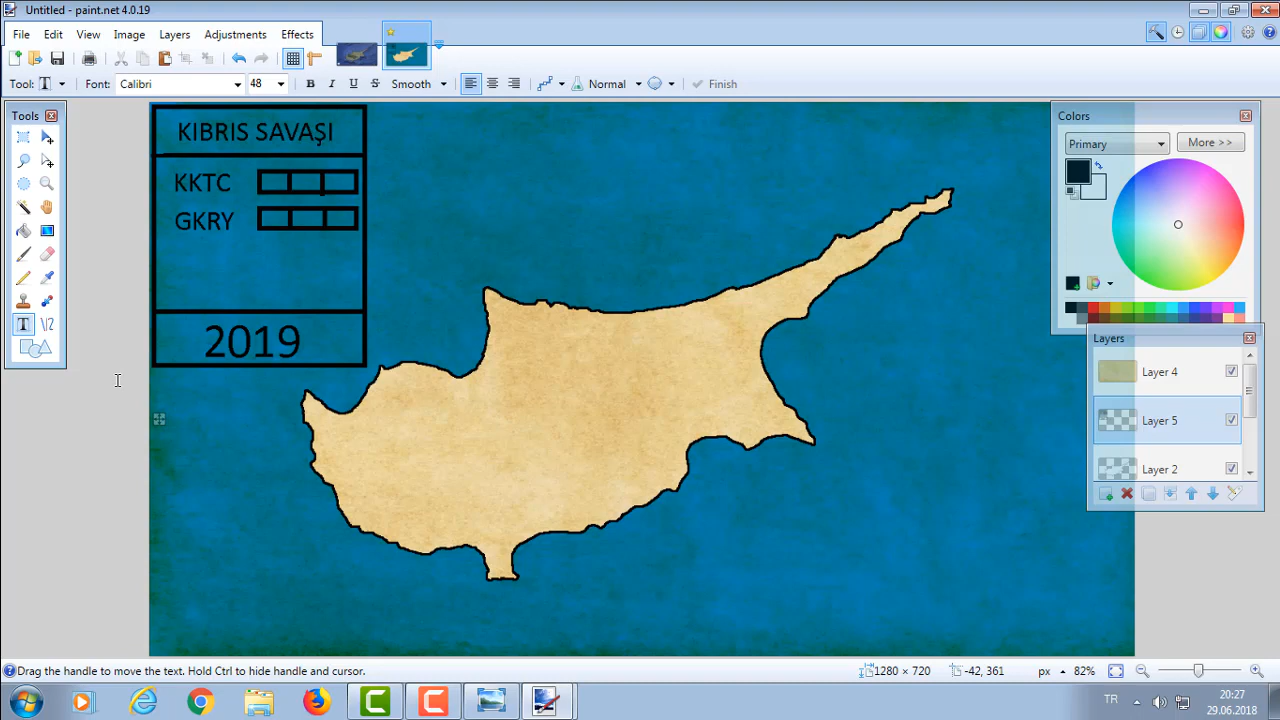 Untitled - paint.net 4.0.19
File Edit View Image Layers Adjustments Effects
Tool: T Font: Calibri 48 B I U S Smooth Normal Finish
Tools
KIBRIS SAVAŞI
KKTC
GKRY
2019
Colors
Primary More >>
Layers
Layer 4
Layer 5
Layer 2
Drag the handle to move the text. Hold Ctrl to hide handle and cursor. 1280 × 720 -42, 361 px 82%
TR 20:27
29.06.2018